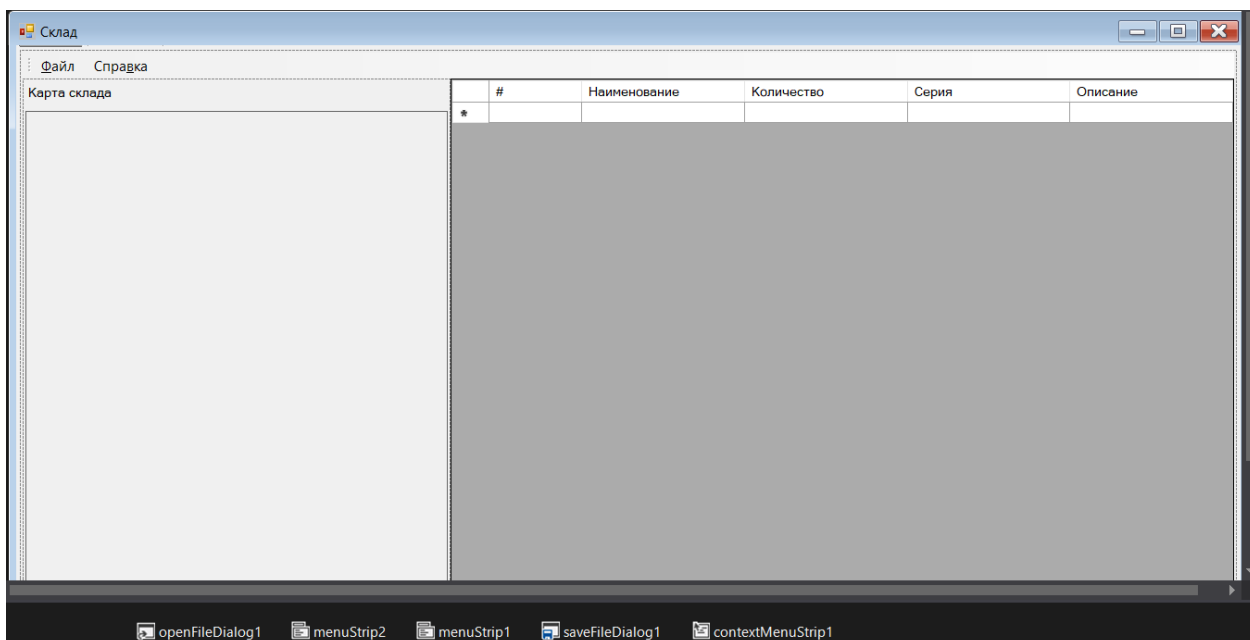 Склад
Файл Справка
Карта склада
# Наименование Количество Серия Описание
*
openFileDialog1 menuStrip2 menuStrip1 saveFileDialog1 contextMenuStrip1